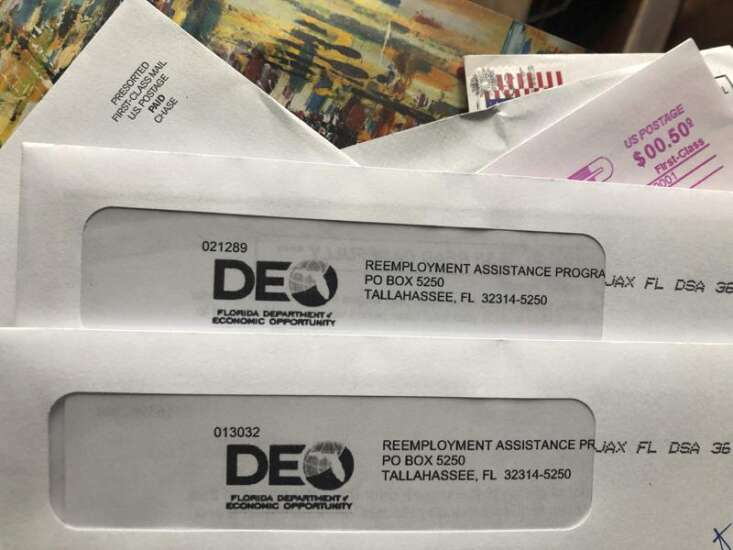 PRESORTED
FIRST-CLASS MAIL
U.S. POSTAGE
PAID
CHASE
US POSTAGE
$00.50⁰
First-Class
021289
DEO
FLORIDA DEPARTMENT of
ECONOMIC OPPORTUNITY
REEMPLOYMENT ASSISTANCE PROGRA
PO BOX 5250
TALLAHASSEE, FL 32314-5250
JAX FL DSA 36
013032
DEO
FLORIDA DEPARTMENT of
ECONOMIC OPPORTUNITY
REEMPLOYMENT ASSISTANCE PR
PO BOX 5250
TALLAHASSEE, FL 32314-5250
JAX FL DSA 36